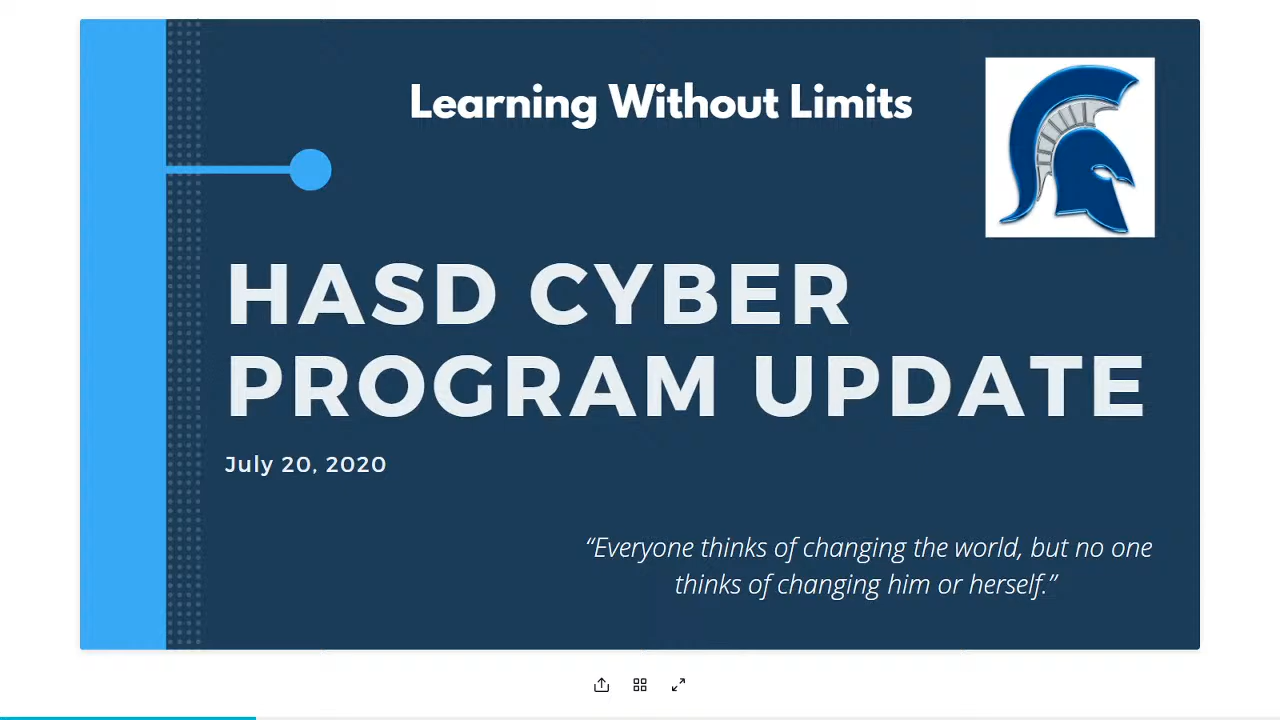 Learning Without Limits
HASD CYBER
PROGRAM UPDATE
July 20, 2020
“Everyone thinks of changing the world, but no one
thinks of changing him or herself.”